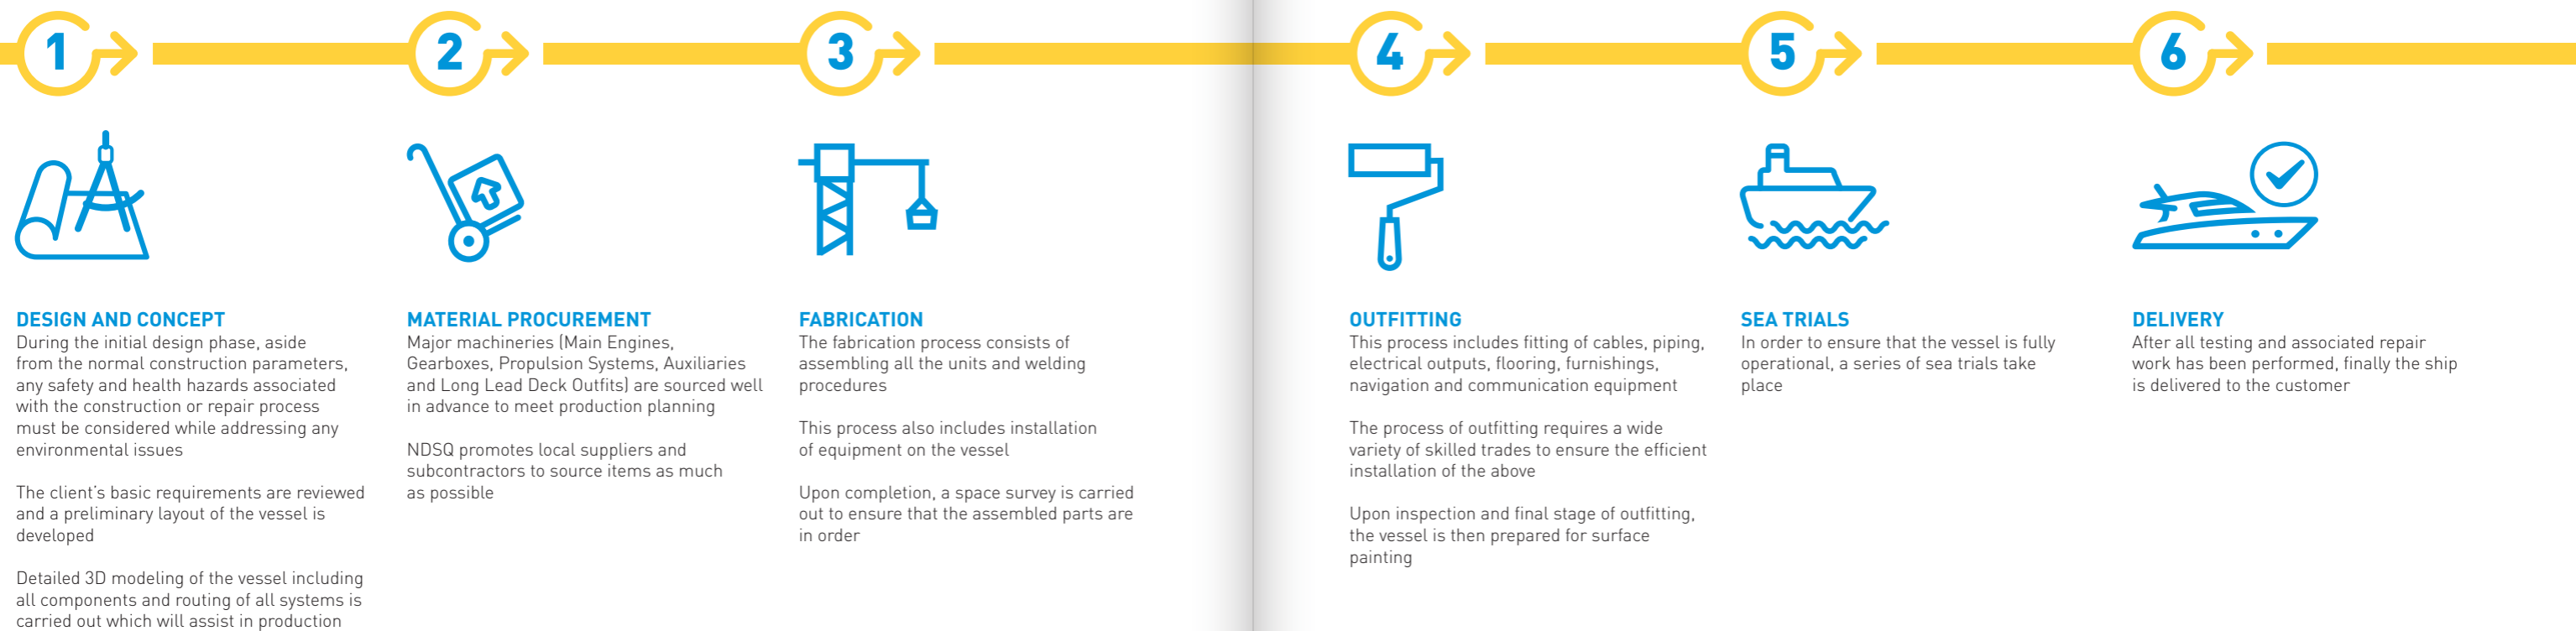 1
2
3
4
5
6
DESIGN AND CONCEPT
During the initial design phase, aside
from the normal construction parameters,
any safety and health hazards associated
with the construction or repair process
must be considered while addressing any
environmental issues
The client's basic requirements are reviewed
and a preliminary layout of the vessel is
developed
Detailed 3D modeling of the vessel including
all components and routing of all systems is
carried out which will assist in production
MATERIAL PROCUREMENT
Major machineries (Main Engines,
Gearboxes, Propulsion Systems, Auxiliaries
and Long Lead Deck Outfits) are sourced well
in advance to meet production planning
NDSQ promotes local suppliers and
subcontractors to source items as much
as possible
FABRICATION
The fabrication process consists of
assembling all the units and welding
procedures
This process also includes installation
of equipment on the vessel
Upon completion, a space survey is carried
out to ensure that the assembled parts are
in order
OUTFITTING
This process includes fitting of cables, piping,
electrical outputs, flooring, furnishings,
navigation and communication equipment
The process of outfitting requires a wide
variety of skilled trades to ensure the efficient
installation of the above
Upon inspection and final stage of outfitting,
the vessel is then prepared for surface
painting
SEA TRIALS
In order to ensure that the vessel is fully
operational, a series of sea trials take
place
DELIVERY
After all testing and associated repair
work has been performed, finally the ship
is delivered to the customer